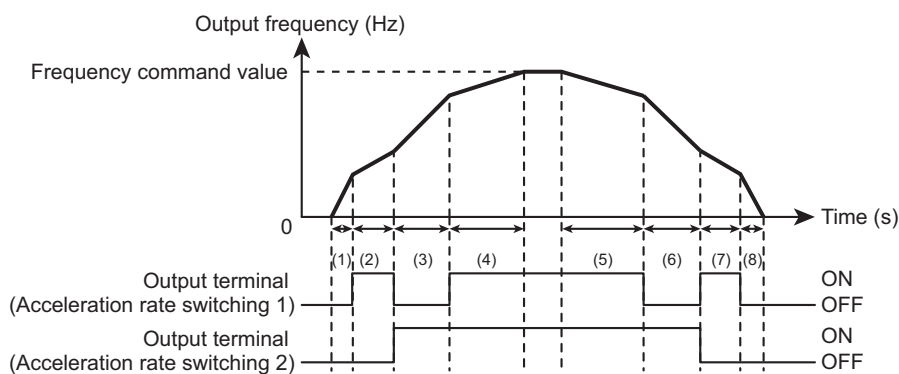 Output frequency (Hz)
Frequency command value
0
Time (s)
(1) (2) (3) (4) (5) (6) (7) (8)
Output terminal
(Acceleration rate switching 1)
ON
OFF
Output terminal
(Acceleration rate switching 2)
ON
OFF